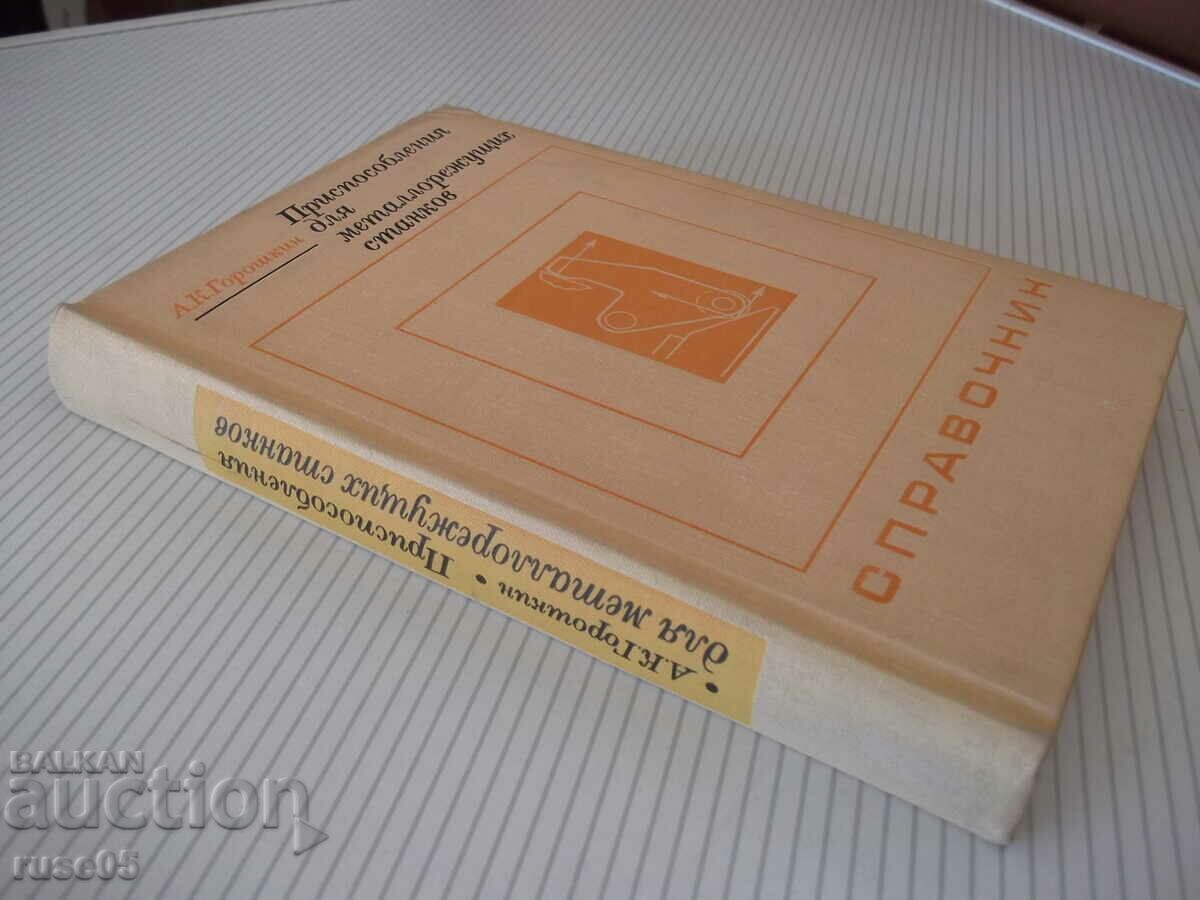 А.К.Горошкин
Приспособления
для
металлорежущих
станков
СПРАВОЧНИК
• А.К.Горошкин • Приспособления
для металлорежущих станков
BALKAN
auction
ruse05